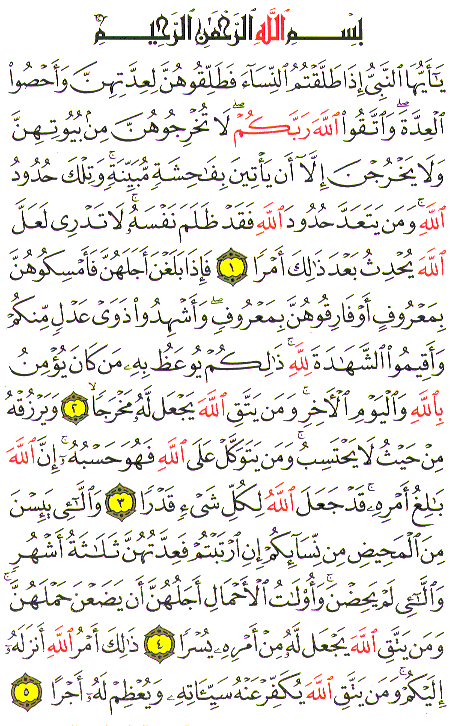 بِسْمِ ٱللَّهِ ٱلرَّحْمَٰنِ ٱلرَّحِيمِ
يَٰٓأَيُّهَا ٱلنَّبِىُّ إِذَا طَلَّقْتُمُ ٱلنِّسَآءَ فَطَلِّقُوهُنَّ لِعِدَّتِهِنَّ وَأَحْصُوا۟
ٱلْعِدَّةَ ۖ وَٱتَّقُوا۟ ٱللَّهَ رَبَّكُمْ ۖ لَا تُخْرِجُوهُنَّ مِنۢ بُيُوتِهِنَّ
وَلَا يَخْرُجْنَ إِلَّآ أَن يَأْتِينَ بِفَٰحِشَةٍ مُّبَيِّنَةٍ ۚ وَتِلْكَ حُدُودُ
ٱللَّهِ ۚ وَمَن يَتَعَدَّ حُدُودَ ٱللَّهِ فَقَدْ ظَلَمَ نَفْسَهُۥ ۚ لَا تَدْرِى لَعَلَّ
ٱللَّهَ يُحْدِثُ بَعْدَ ذَٰلِكَ أَمْرًا ١ فَإِذَا بَلَغْنَ أَجَلَهُنَّ فَأَمْسِكُوهُنَّ
بِمَعْرُوفٍ أَوْ فَارِقُوهُنَّ بِمَعْرُوفٍ وَأَشْهِدُوا۟ ذَوَىْ عَدْلٍ مِّنكُمْ
وَأَقِيمُوا۟ ٱلشَّهَٰدَةَ لِلَّهِ ۚ ذَٰلِكُمْ يُوعَظُ بِهِۦ مَن كَانَ يُؤْمِنُ
بِٱللَّهِ وَٱلْيَوْمِ ٱلْءَاخِرِ ۚ وَمَن يَتَّقِ ٱللَّهَ يَجْعَل لَّهُۥ مَخْرَجًا ٢ وَيَرْزُقْهُ
مِنْ حَيْثُ لَا يَحْتَسِبُ ۚ وَمَن يَتَوَكَّلْ عَلَى ٱللَّهِ فَهُوَ حَسْبُهُۥٓ ۚ إِنَّ ٱللَّهَ
بَٰلِغُ أَمْرِهِۦ ۚ قَدْ جَعَلَ ٱللَّهُ لِكُلِّ شَىْءٍ قَدْرًا ٣ وَٱلَّٰٓـِٔى يَئِسْنَ
مِنَ ٱلْمَحِيضِ مِن نِّسَآئِكُمْ إِنِ ٱرْتَبْتُمْ فَعِدَّتُهُنَّ ثَلَٰثَةُ أَشْهُرٍ
وَٱلَّٰٓـِٔى لَمْ يَحِضْنَ ۚ وَأُو۟لَٰتُ ٱلْأَحْمَالِ أَجَلُهُنَّ أَن يَضَعْنَ حَمْلَهُنَّ ۚ
وَمَن يَتَّقِ ٱللَّهَ يَجْعَل لَّهُۥ مِنْ أَمْرِهِۦ يُسْرًا ٤ ذَٰلِكَ أَمْرُ ٱللَّهِ أَنزَلَهُۥٓ
إِلَيْكُمْ ۚ وَمَن يَتَّقِ ٱللَّهَ يُكَفِّرْ عَنْهُ سَيِّـَٔاتِهِۦ وَيُعْظِمْ لَهُۥٓ أَجْرًا ٥